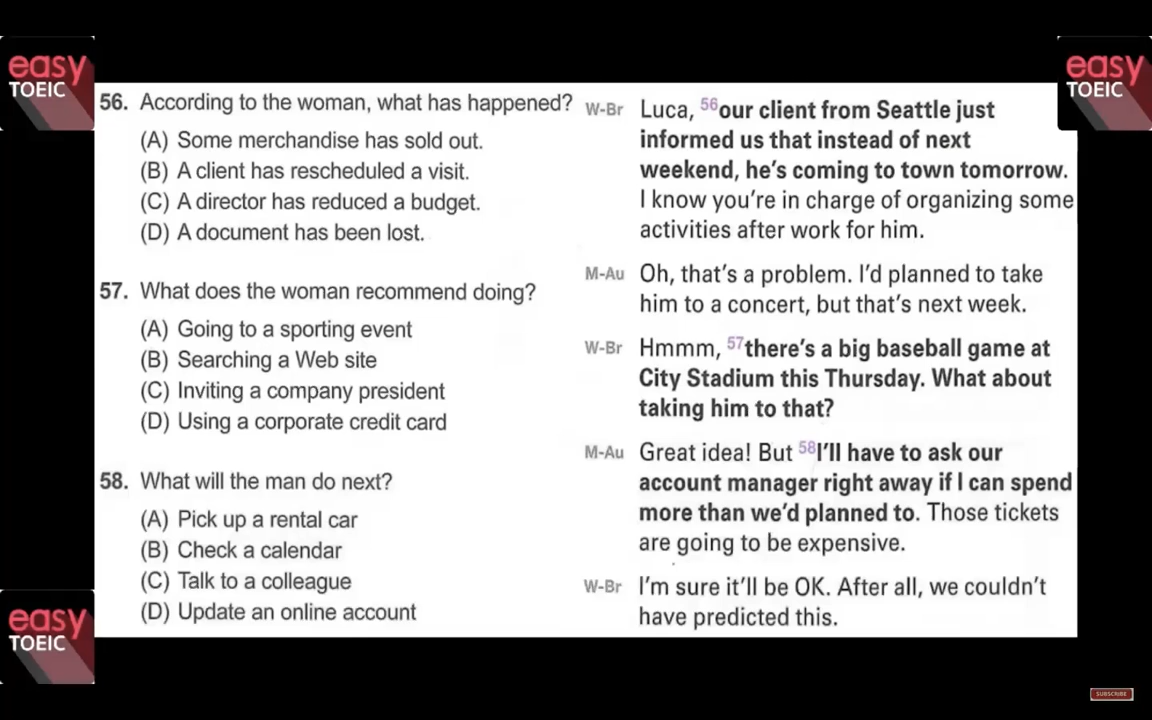 easy
TOEIC
easy
TOEIC
56. According to the woman, what has happened?
(A) Some merchandise has sold out.
(B) A client has rescheduled a visit.
(C) A director has reduced a budget.
(D) A document has been lost.
57. What does the woman recommend doing?
(A) Going to a sporting event
(B) Searching a Web site
(C) Inviting a company president
(D) Using a corporate credit card
58. What will the man do next?
(A) Pick up a rental car
(B) Check a calendar
(C) Talk to a colleague
(D) Update an online account
W-Br Luca, 56our client from Seattle just
informed us that instead of next
weekend, he's coming to town tomorrow.
I know you're in charge of organizing some
activities after work for him.
M-Au Oh, that's a problem. I'd planned to take
him to a concert, but that's next week.
W-Br Hmmm, 57there's a big baseball game at
City Stadium this Thursday. What about
taking him to that?
M-Au Great idea! But 58I'll have to ask our
account manager right away if I can spend
more than we'd planned to. Those tickets
are going to be expensive.
W-Br I'm sure it'll be OK. After all, we couldn't
have predicted this.
easy
TOEIC
SUBSCRIBE